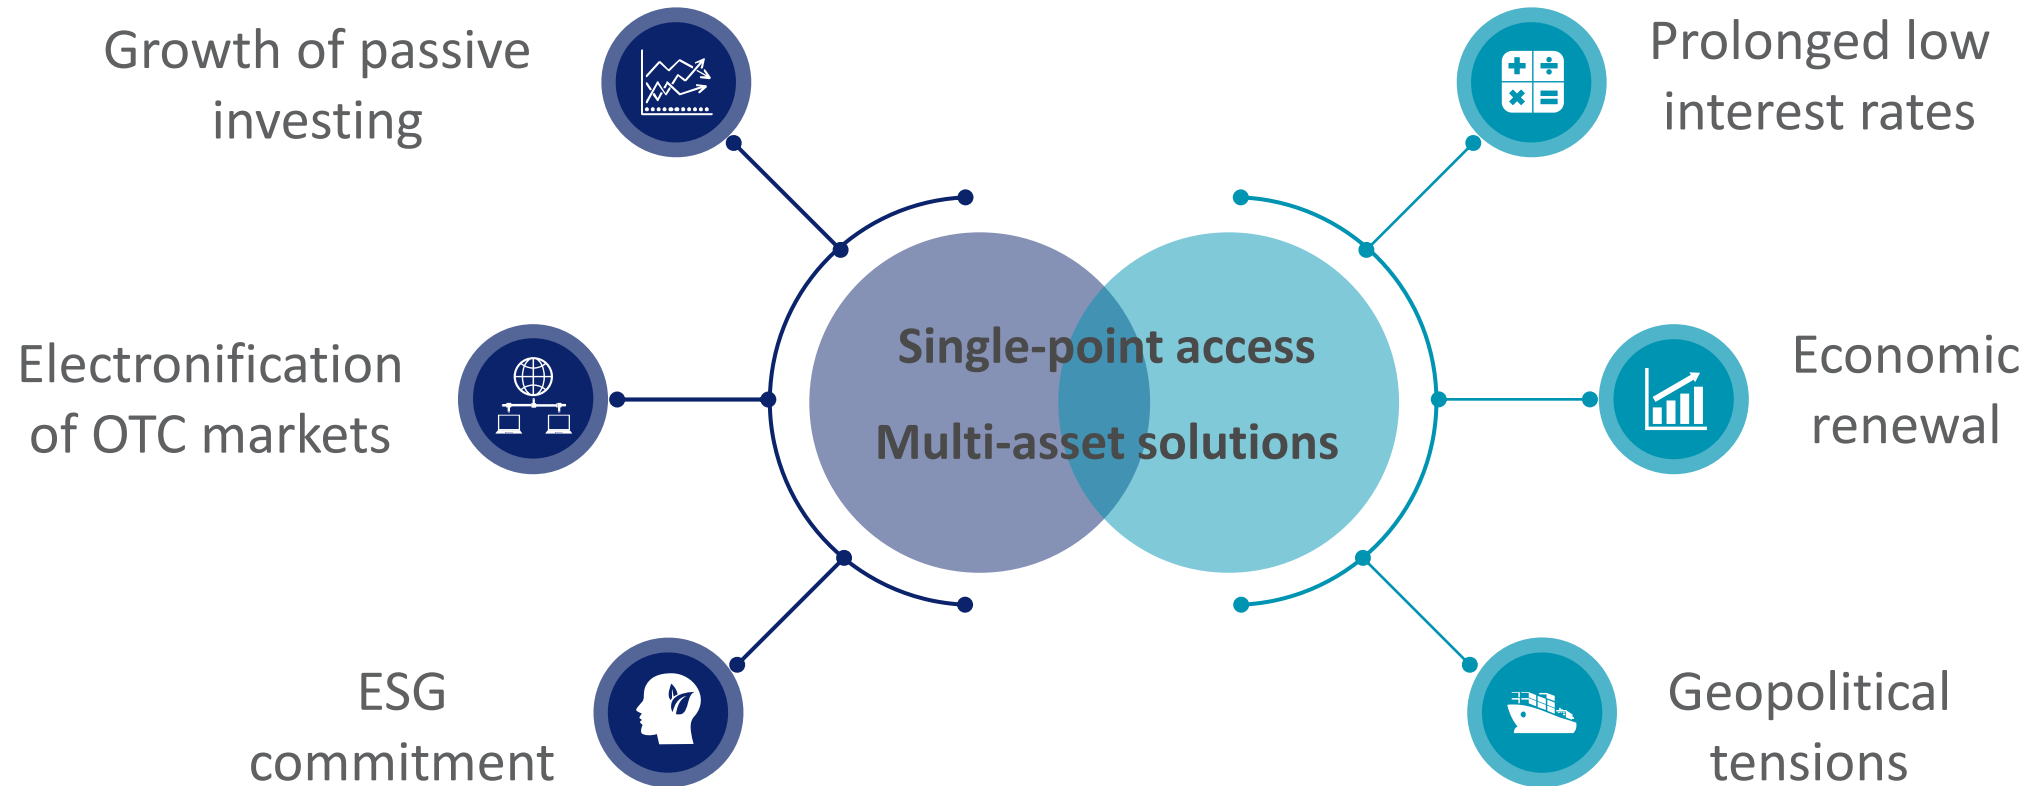 Growth of passive
investing
Electronification
of OTC markets
ESG
commitment
Single-point access
Multi-asset solutions
Prolonged low
interest rates
Economic
renewal
Geopolitical
tensions